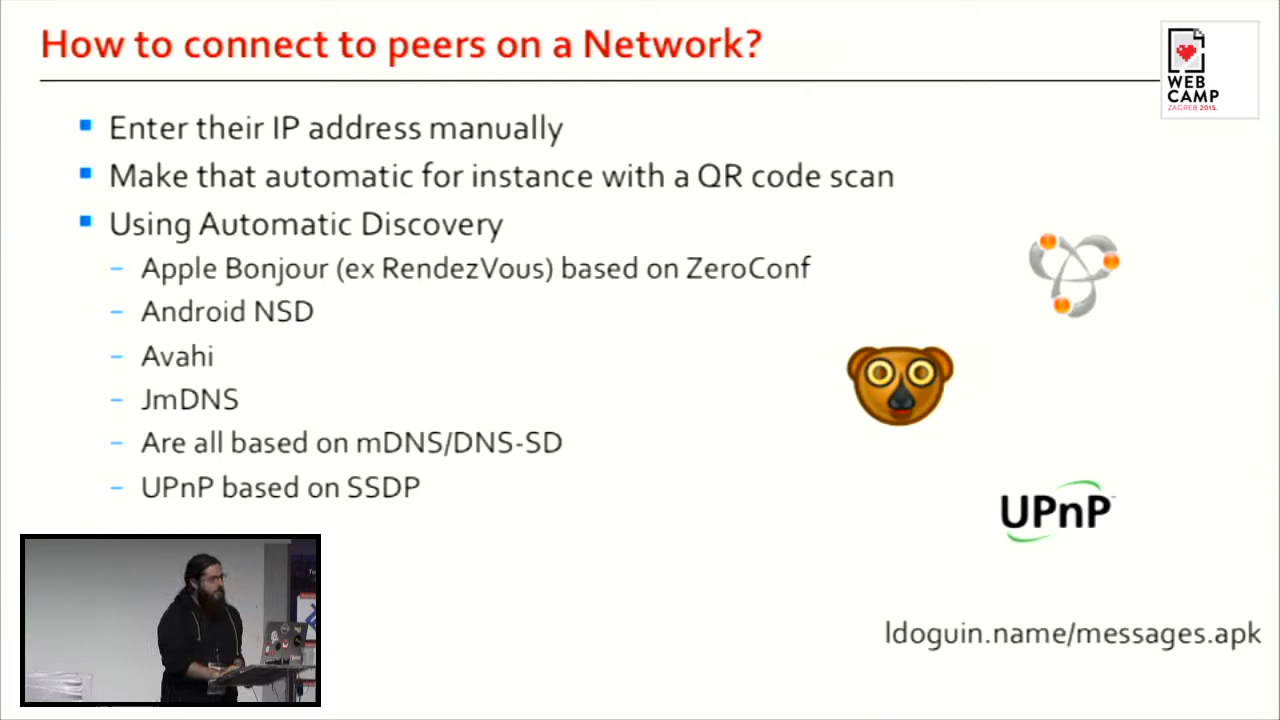 How to connect to peers on a Network?
WEB
CAMP
ZAGREB 2015.
Enter their IP address manually
Make that automatic for instance with a QR code scan
Using Automatic Discovery
– Apple Bonjour (ex RendezVous) based on ZeroConf
– Android NSD
– Avahi
– JmDNS
– Are all based on mDNS/DNS-SD
– UPnP based on SSDP
UPnP
ldoguin.name/messages.apk